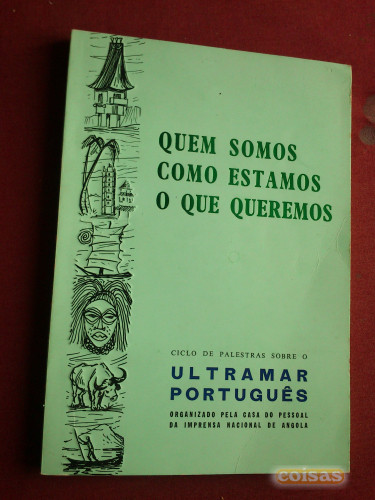 QUEM SOMOS
COMO ESTAMOS
O QUE QUEREMOS
CICLO DE PALESTRAS SOBRE O
ULTRAMAR
PORTUGUÊS
ORGANIZADO PELA CASA DO PESSOAL
DA IMPRENSA NACIONAL DE ANGOLA
coisas